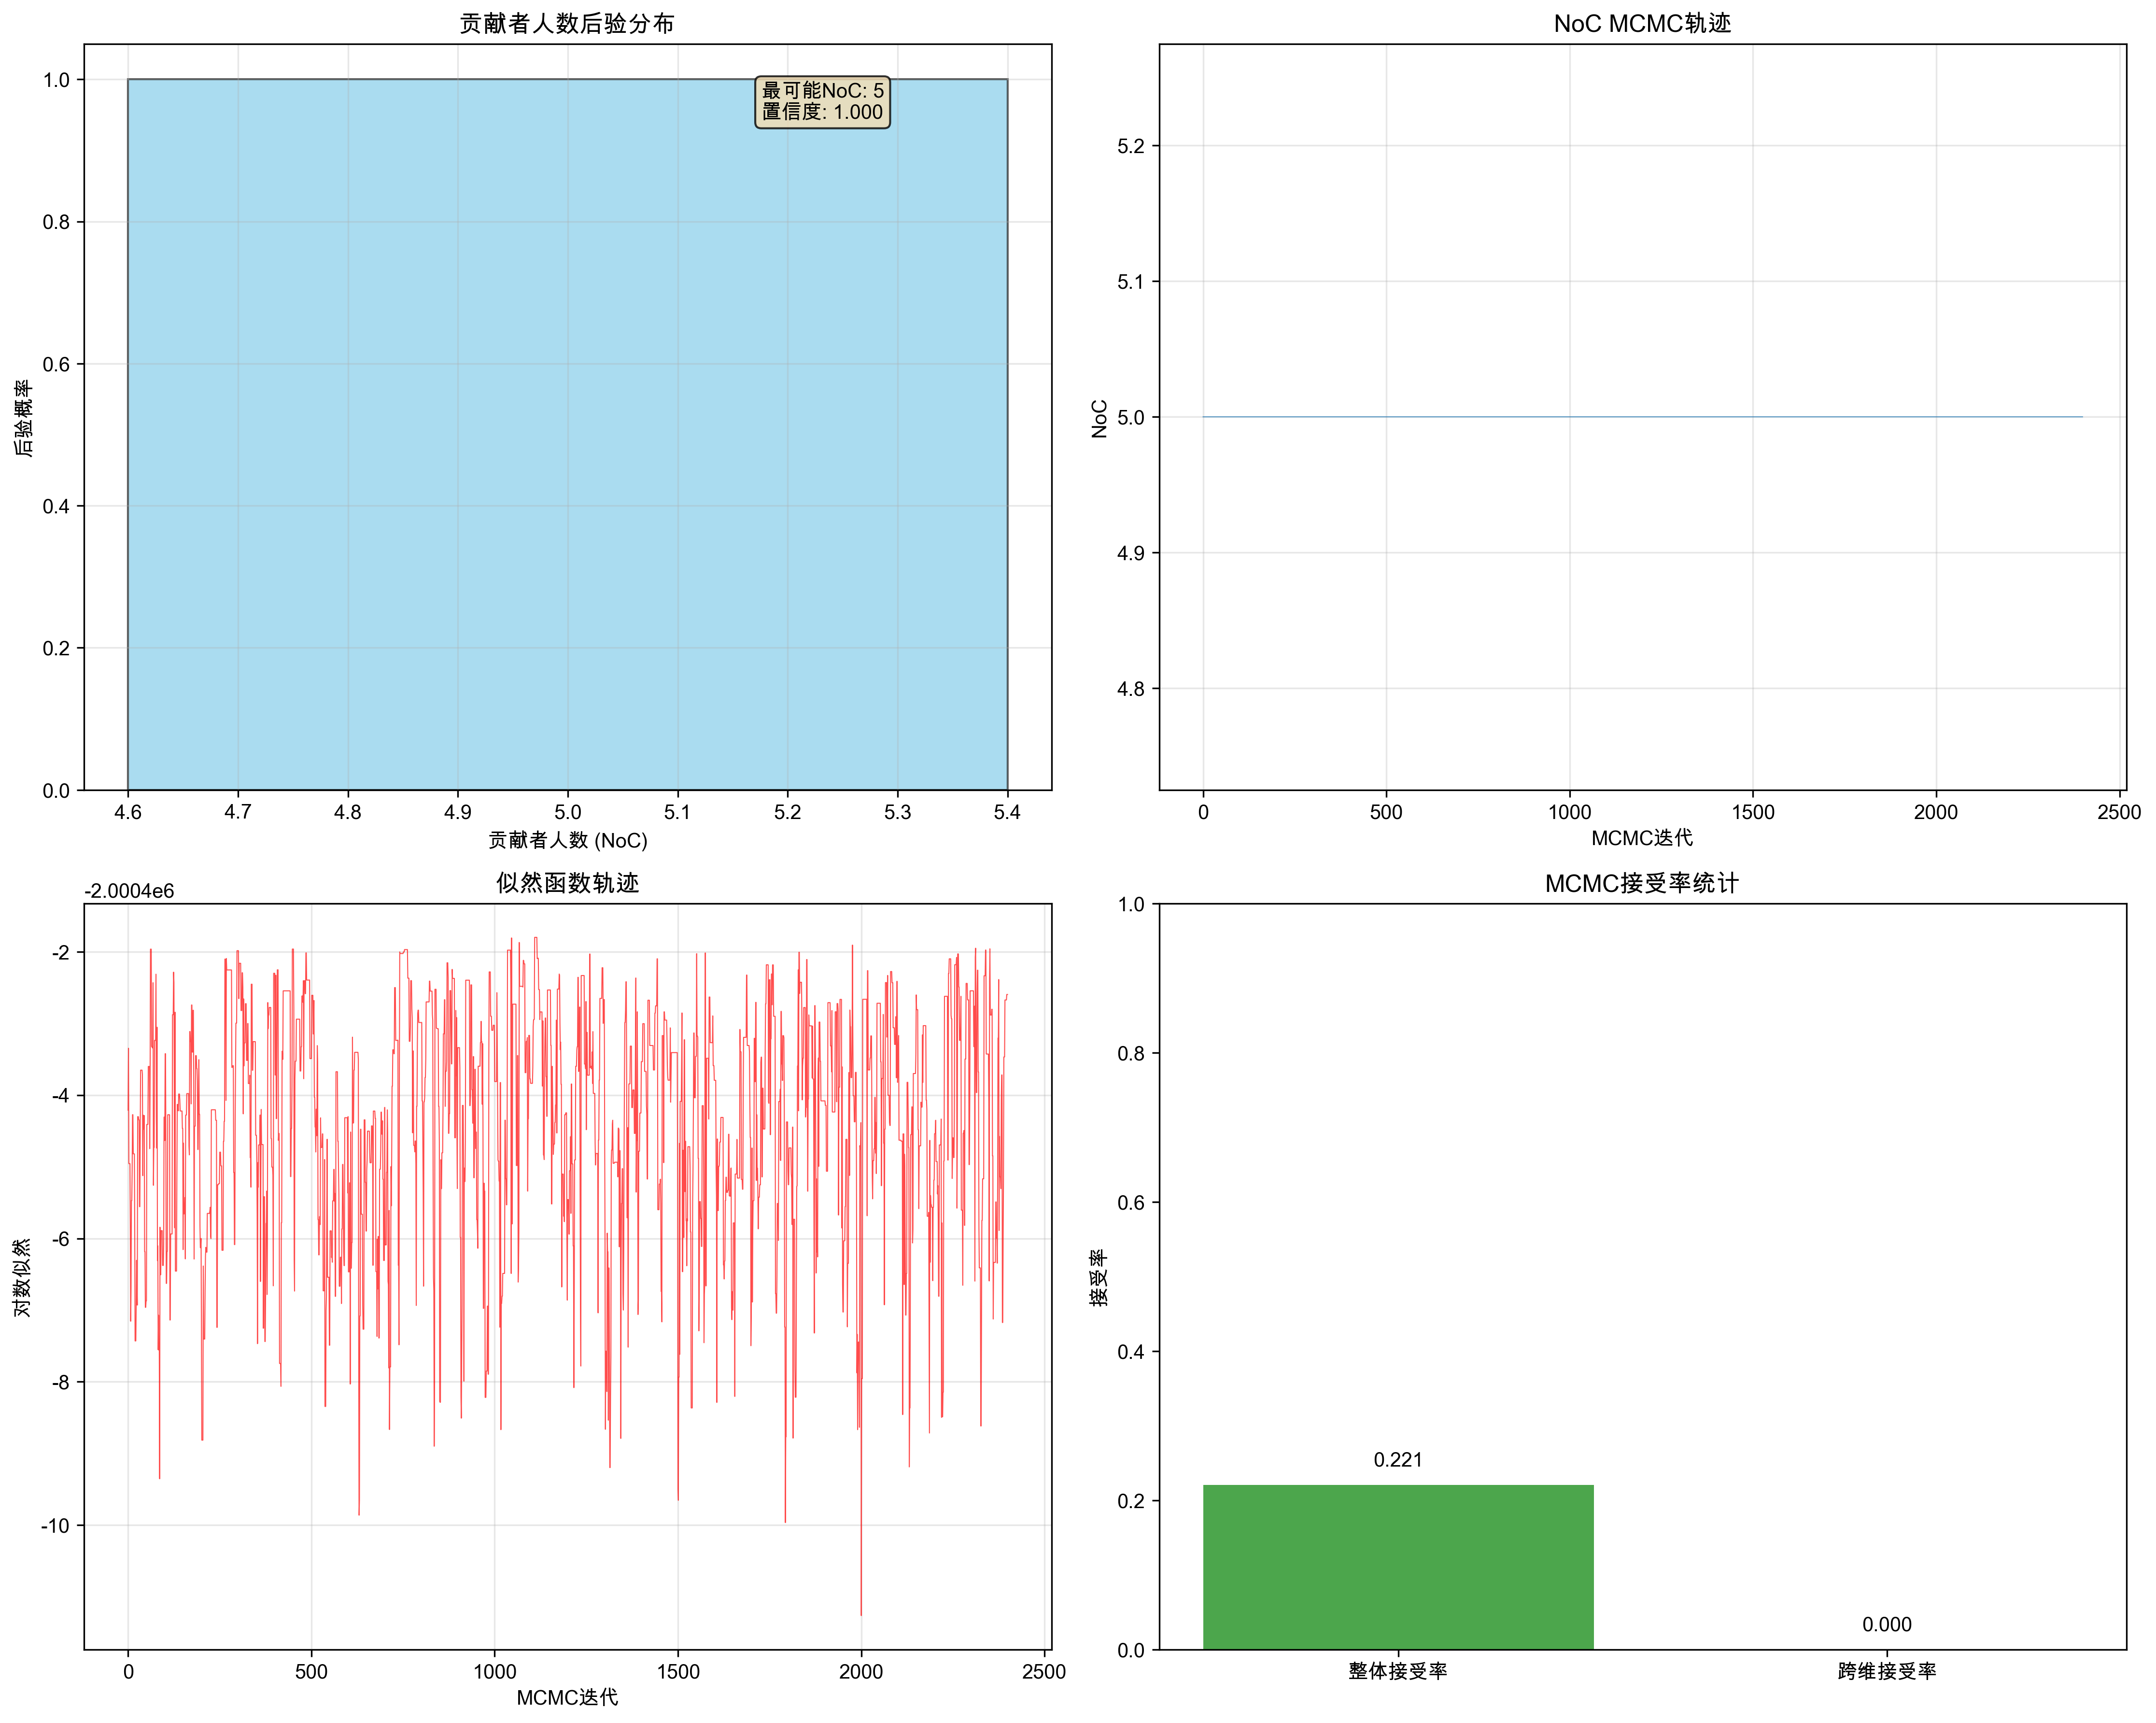 贡献者人数后验分布
1.0
0.8
0.6
0.4
0.2
0.0
后验概率
最可能NoC: 5
置信度: 1.000
4.6 4.7 4.8 4.9 5.0 5.1 5.2 5.3 5.4
贡献者人数 (NoC)
NoC MCMC轨迹
5.2
5.1
5.0
4.9
4.8
NoC
0 500 1000 1500 2000 2500
MCMC迭代
似然函数轨迹
-2.0004e6
-2
-4
-6
-8
-10
对数似然
0 500 1000 1500 2000 2500
MCMC迭代
MCMC接受率统计
1.0
0.8
0.6
0.4
0.2
0.0
接受率
0.221
0.000
整体接受率 跨维接受率